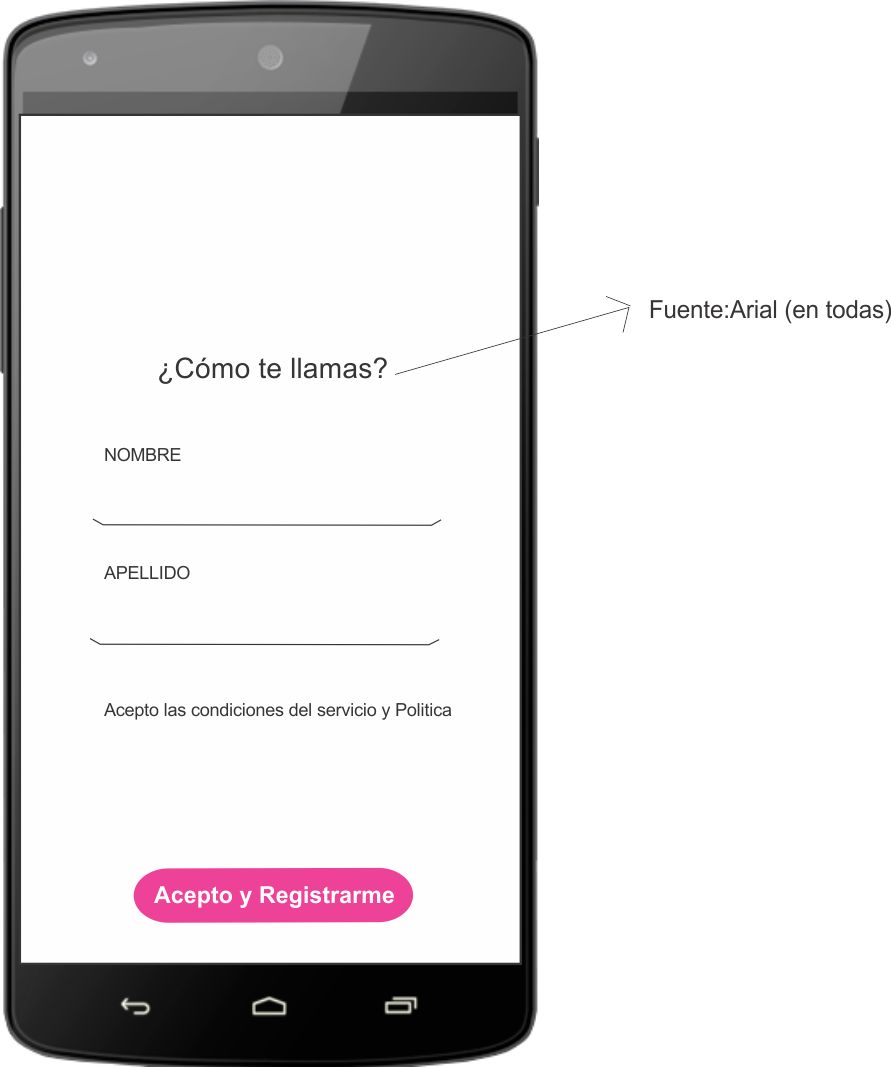 Fuente:Arial (en todas)
¿Cómo te llamas?
NOMBRE
APELLIDO
Acepto las condiciones del servicio y Politica
Acepto y Registrarme